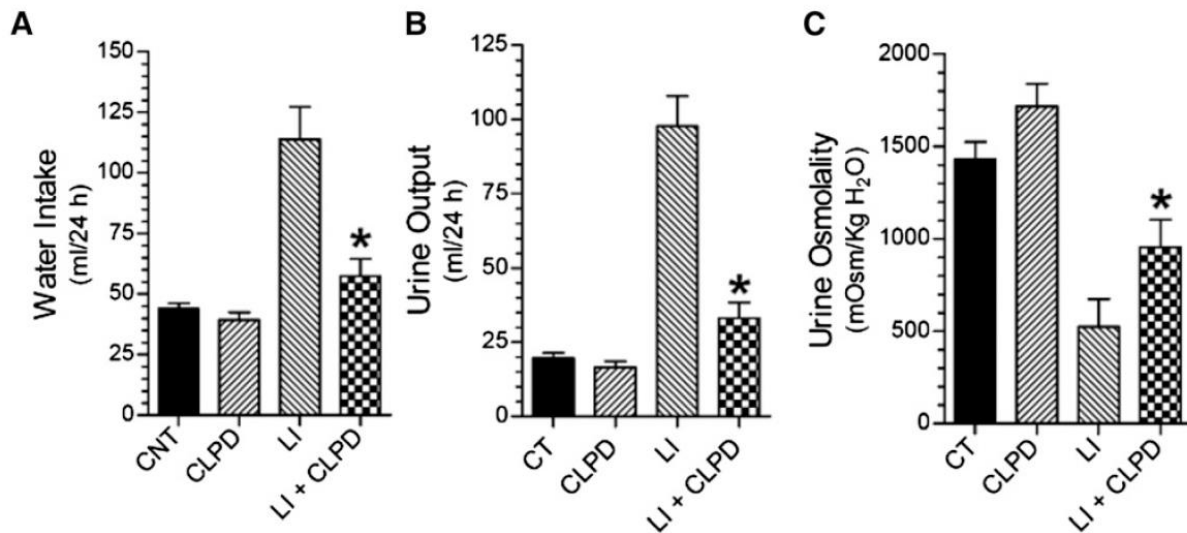 A
Water Intake
(ml/24 h)
150
125
100
75
50
25
0
*
CNT
CLPD
LI
LI + CLPD
B
Urine Output
(ml/24 h)
125
100
75
50
25
0
*
CT
CLPD
LI
LI + CLPD
C
Urine Osmolality
(mOsm/Kg H₂O)
2000
1500
1000
500
0
*
CT
CLPD
LI
LI + CLPD